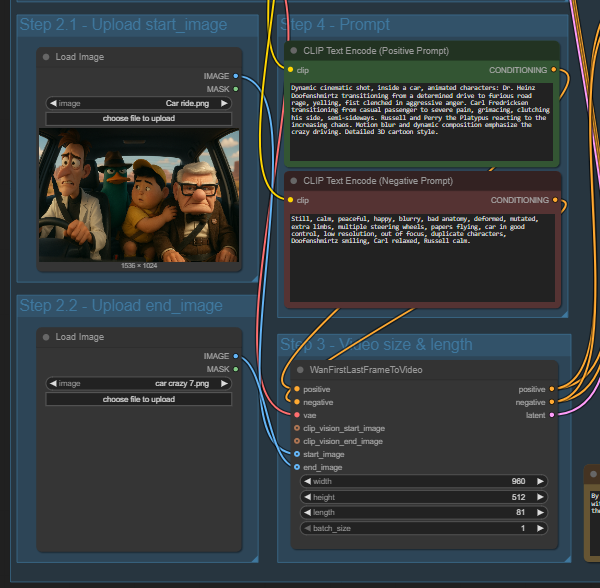 Step 2.1 - Upload start_image
Load Image
IMAGE
MASK
image Car ride.png
choose file to upload
1536 × 1024
Step 2.2 - Upload end_image
Load Image
IMAGE
MASK
image car crazy 7.png
choose file to upload
Step 4 - Prompt
CLIP Text Encode (Positive Prompt)
clip CONDITIONING
Dynamic cinematic shot, inside a car, animated characters: Dr. Heinz
Doofenshmirtz transitioning from a determined drive to furious road
rage, yelling, fist clenched in aggressive anger. Carl Fredricksen
transitioning from casual passenger to severe pain, grimacing, clutching
his side, semi-sideways. Russell and Perry the Platypus reacting to the
increasing chaos. Motion blur and dynamic composition emphasize the
crazy driving. Detailed 3D cartoon style.
CLIP Text Encode (Negative Prompt)
clip CONDITIONING
Still, calm, peaceful, happy, blurry, bad anatomy, deformed, mutated,
extra limbs, multiple steering wheels, papers flying, car in good
control, low resolution, out of focus, duplicate characters,
Doofenshmirtz smiling, Carl relaxed, Russell calm.
Step 3 - Video size & length
WanFirstLastFrameToVideo
positive positive
negative negative
vae latent
clip_vision_start_image
clip_vision_end_image
start_image
end_image
width 960
height 512
length 81
batch_size 1
By
wit
the